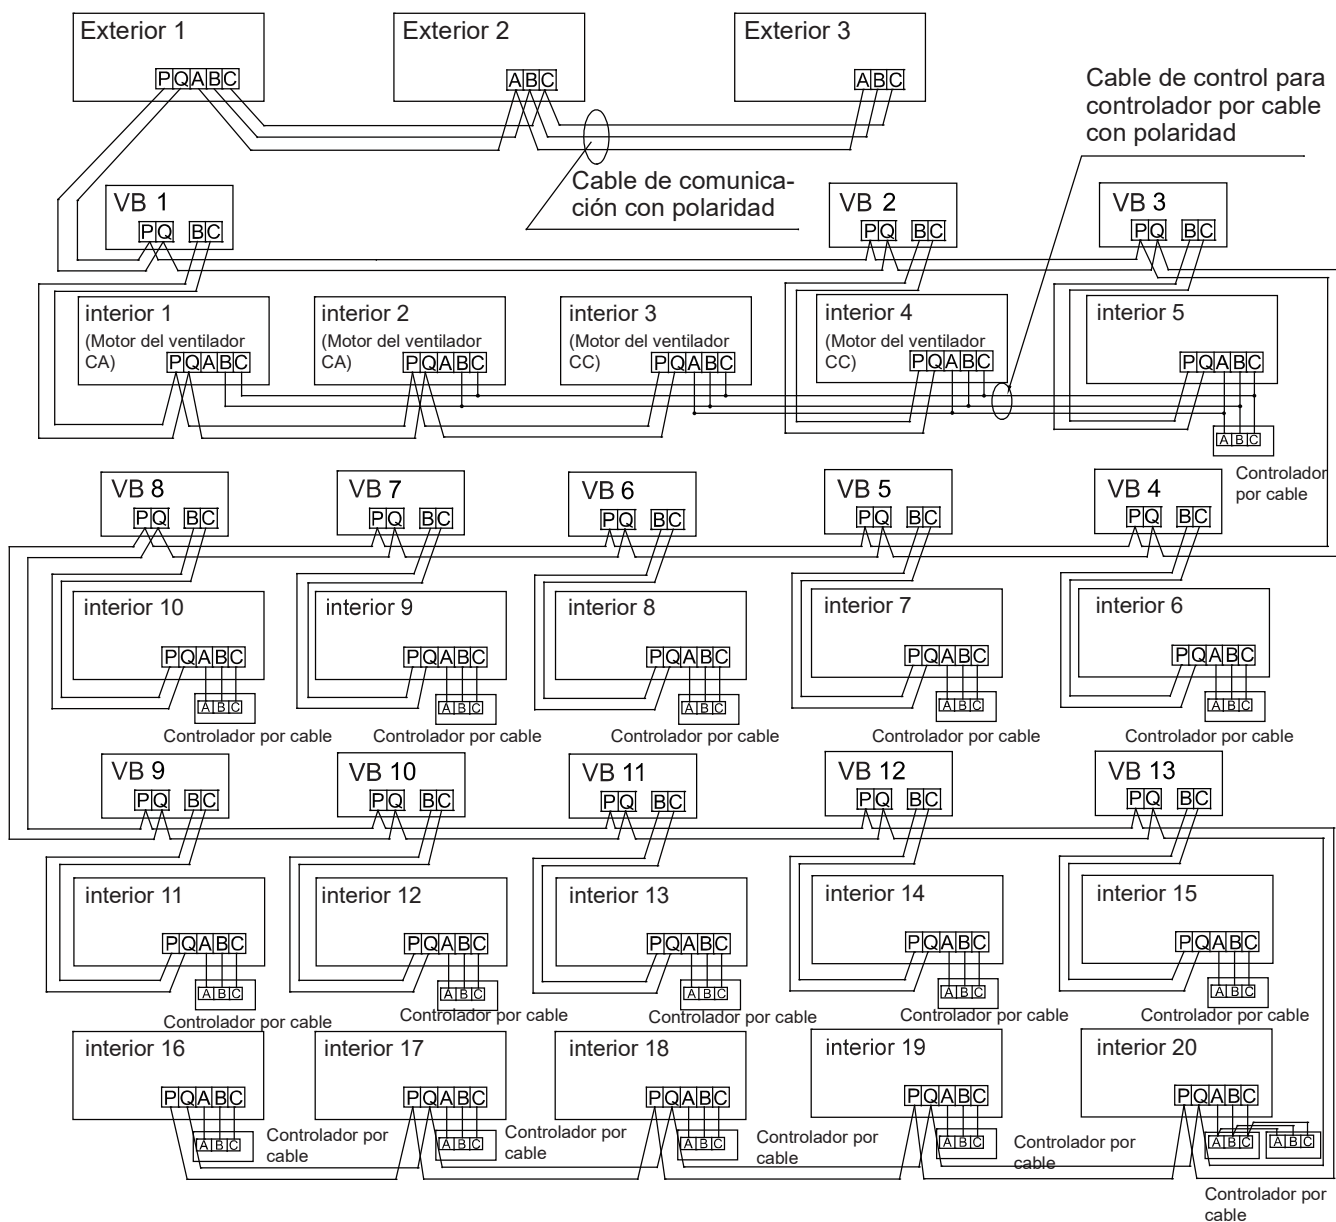 Exterior 1
Exterior 2
Exterior 3
PQABC
ABC
ABC
Cable de control para
controlador por cable
con polaridad
Cable de comunica-
ción con polaridad
VB 1
VB 2
VB 3
PQ BC
PQ BC
PQ BC
interior 1
(Motor del ventilador
CA)
PQABC
interior 2
(Motor del ventilador
CA)
PQABC
interior 3
(Motor del ventilador
CC)
PQABC
interior 4
(Motor del ventilador
CC)
PQABC
interior 5
PQABC
ABC
Controlador
por cable
VB 8
VB 7
VB 6
VB 5
VB 4
PQ BC
PQ BC
PQ BC
PQ BC
PQ BC
interior 10
interior 9
interior 8
interior 7
interior 6
PQABC
PQABC
PQABC
PQABC
PQABC
ABC
ABC
ABC
ABC
ABC
Controlador por cable
Controlador por cable
Controlador por cable
Controlador por cable
Controlador por cable
VB 9
VB 10
VB 11
VB 12
VB 13
PQ BC
PQ BC
PQ BC
PQ BC
PQ BC
interior 11
interior 12
interior 13
interior 14
interior 15
PQABC
PQABC
PQABC
PQABC
PQABC
ABC
ABC
ABC
ABC
ABC
Controlador por cable
Controlador por cable
Controlador por cable
Controlador por cable
Controlador por cable
interior 16
interior 17
interior 18
interior 19
interior 20
PQABC
PQABC
PQABC
PQABC
PQABC
ABC
ABC
ABC
ABC
ABC
ABC
Controlador por
cable
Controlador por
cable
Controlador por
cable
Controlador por
cable
Controlador por
cable